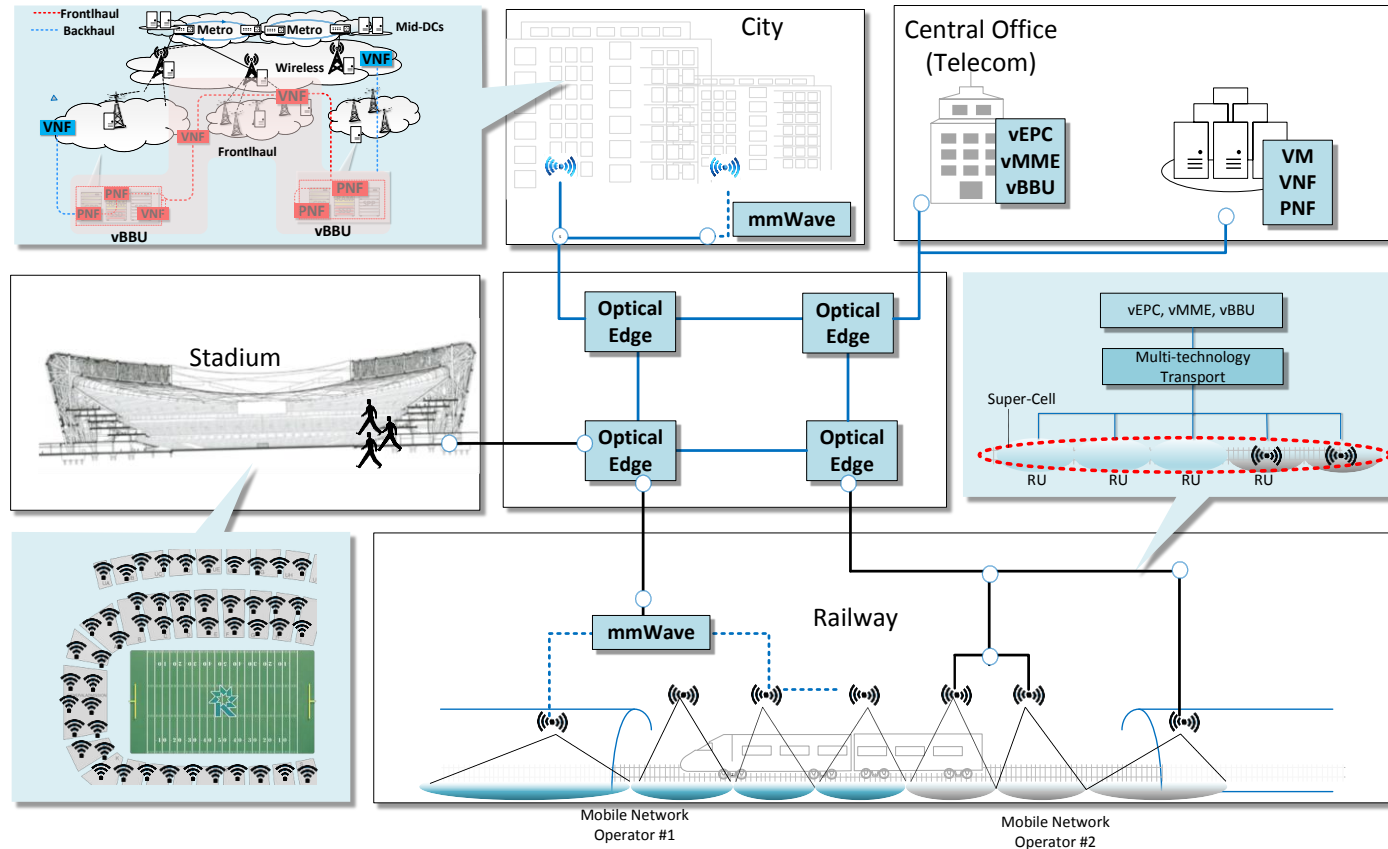 Frontlhaul
Backhaul
Metro
Metro
Mid-DCs
Wireless
VNF
VNF
VNF
VNF
Frontlhaul
PNF
PNF
VNF
PNF
PNF
vBBU
vBBU
City
mmWave
Central Office
(Telecom)
vEPC
vMME
vBBU
VM
VNF
PNF
Stadium
Optical
Edge
Optical
Edge
Optical
Edge
Optical
Edge
vEPC, vMME, vBBU
Multi-technology
Transport
Super-Cell
RU
RU
RU
RU
Railway
mmWave
Mobile Network
Operator #1
Mobile Network
Operator #2